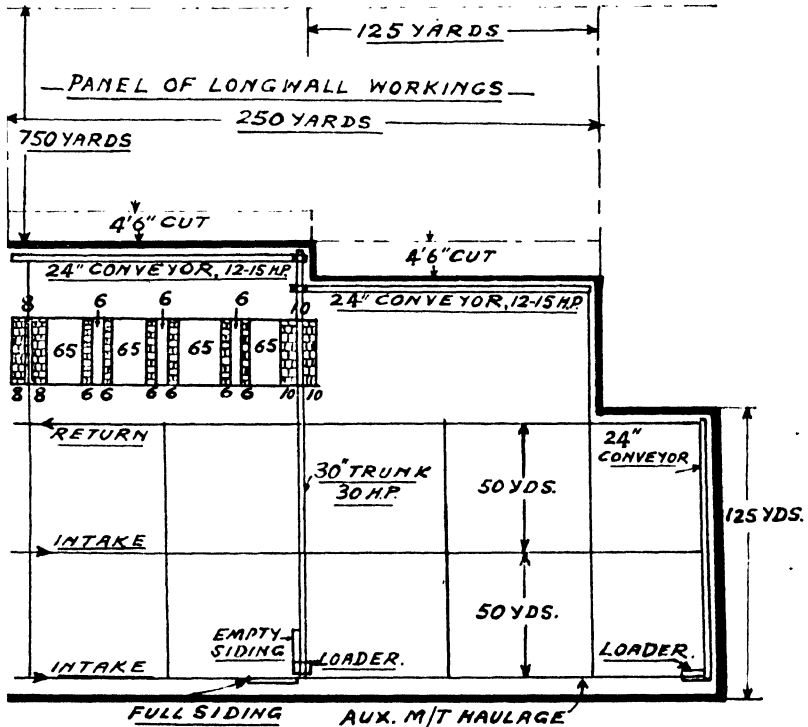 125 YARDS
PANEL OF LONGWALL WORKINGS
250 YARDS
750 YARDS
4'6" CUT
4'6" CUT
24" CONVEYOR, 12-15 H.P.
24" CONVEYOR, 12-15 H.P.
8 6 6 6 10
65 65 65 65
8 8 6 6 6 6 6 6 10 10
RETURN
24"
CONVEYOR
30" TRUNK
30 H.P.
50 YDS.
125 YDS.
INTAKE
50 YDS.
EMPTY
SIDING
LOADER.
LOADER.
INTAKE
FULL SIDING
AUX. M/T HAULAGE